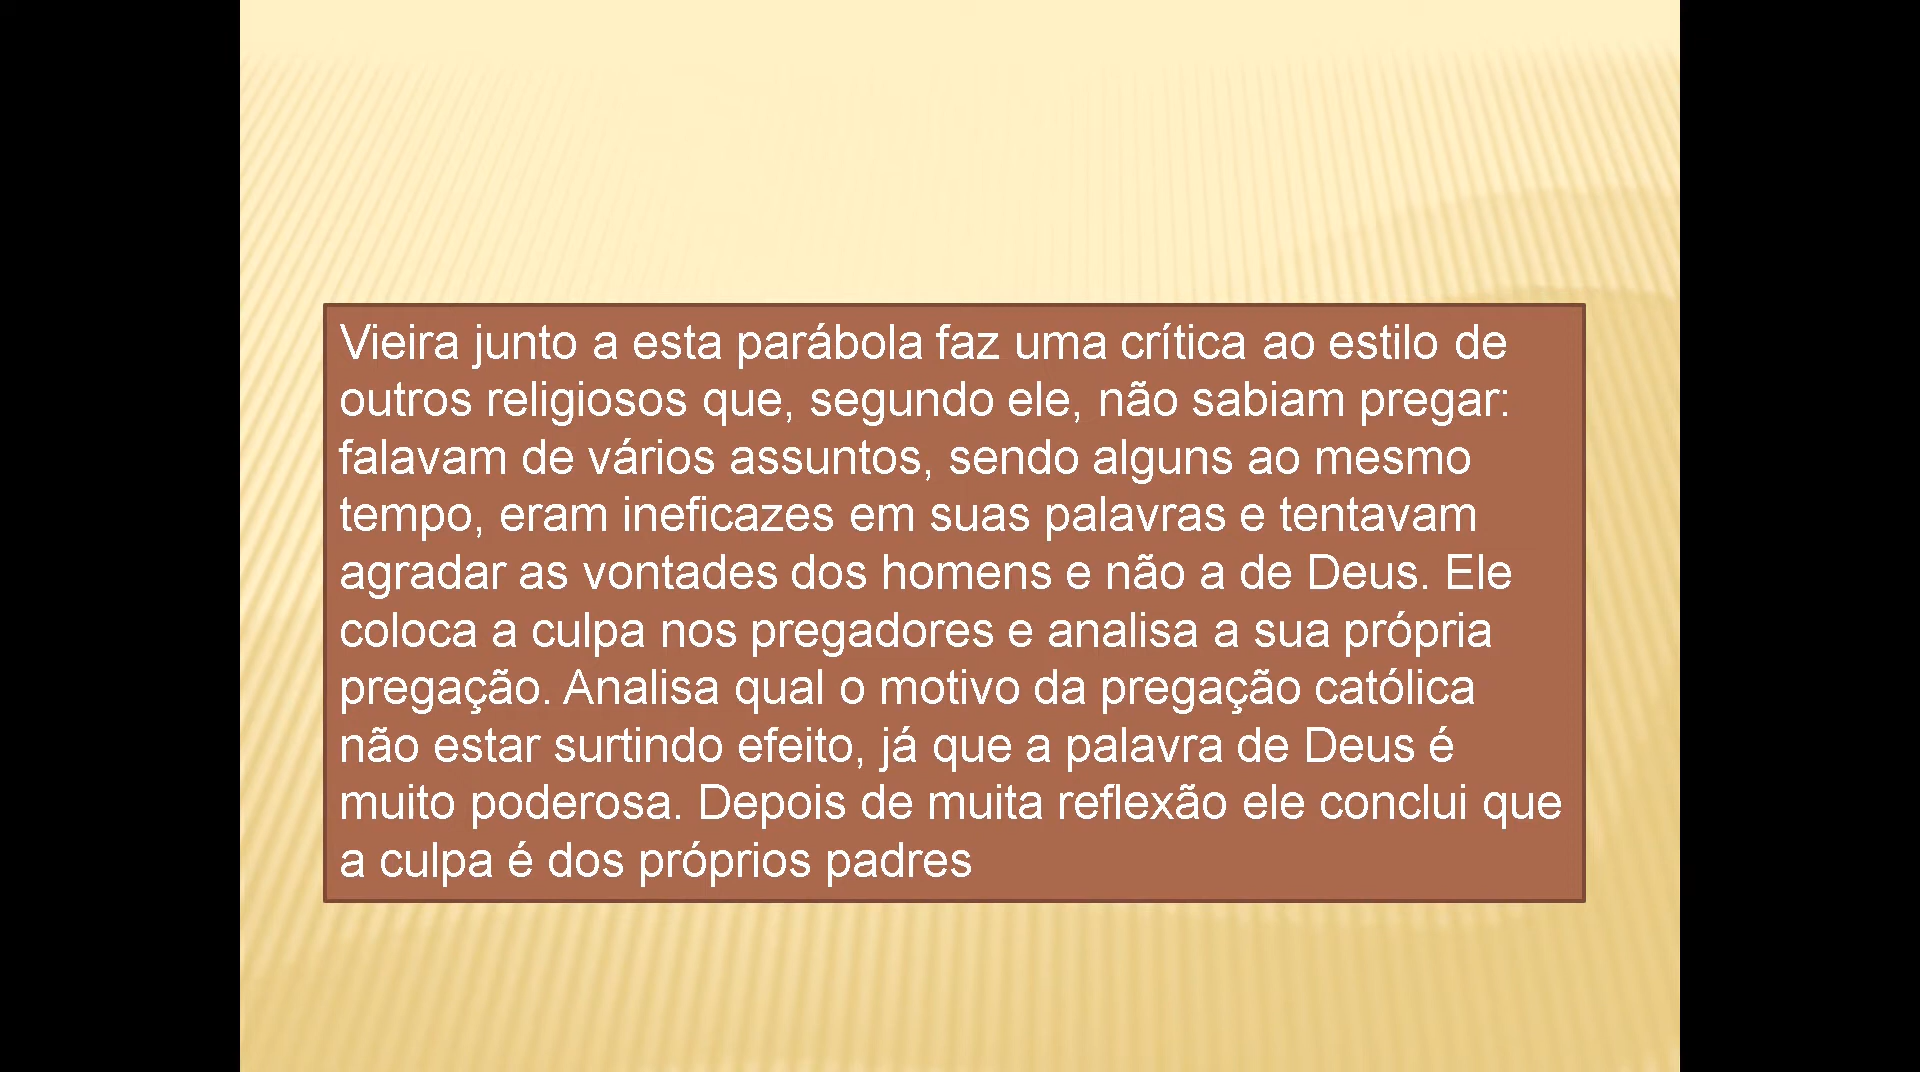 Vieira junto a esta parábola faz uma crítica ao estilo de
outros religiosos que, segundo ele, não sabiam pregar:
falavam de vários assuntos, sendo alguns ao mesmo
tempo, eram ineficazes em suas palavras e tentavam
agradar as vontades dos homens e não a de Deus. Ele
coloca a culpa nos pregadores e analisa a sua própria
pregação. Analisa qual o motivo da pregação católica
não estar surtindo efeito, já que a palavra de Deus é
muito poderosa. Depois de muita reflexão ele conclui que
a culpa é dos próprios padres